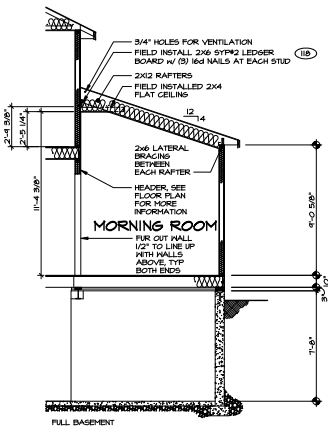 3/4" HOLES FOR VENTILATION
FIELD INSTALL 2X6 SYP#2 LEDGER
BOARD w/ (3) 16d NAILS AT EACH STUD
118
2X12 RAFTERS
FIELD INSTALLED 2X4
FLAT CEILING
12
14
2'-9 3/8"
2'-5 1/4"
2x6 LATERAL
BRACING
BETWEEN
EACH RAFTER
HEADER, SEE
FLOOR PLAN
FOR MORE
INFORMATION
11'-4 3/8"
9'-0 5/8"
MORNING ROOM
FUR OUT WALL
1/2" TO LINE UP
WITH WALLS
ABOVE, TYP
BOTH ENDS
7'-8"
FULL BASEMENT